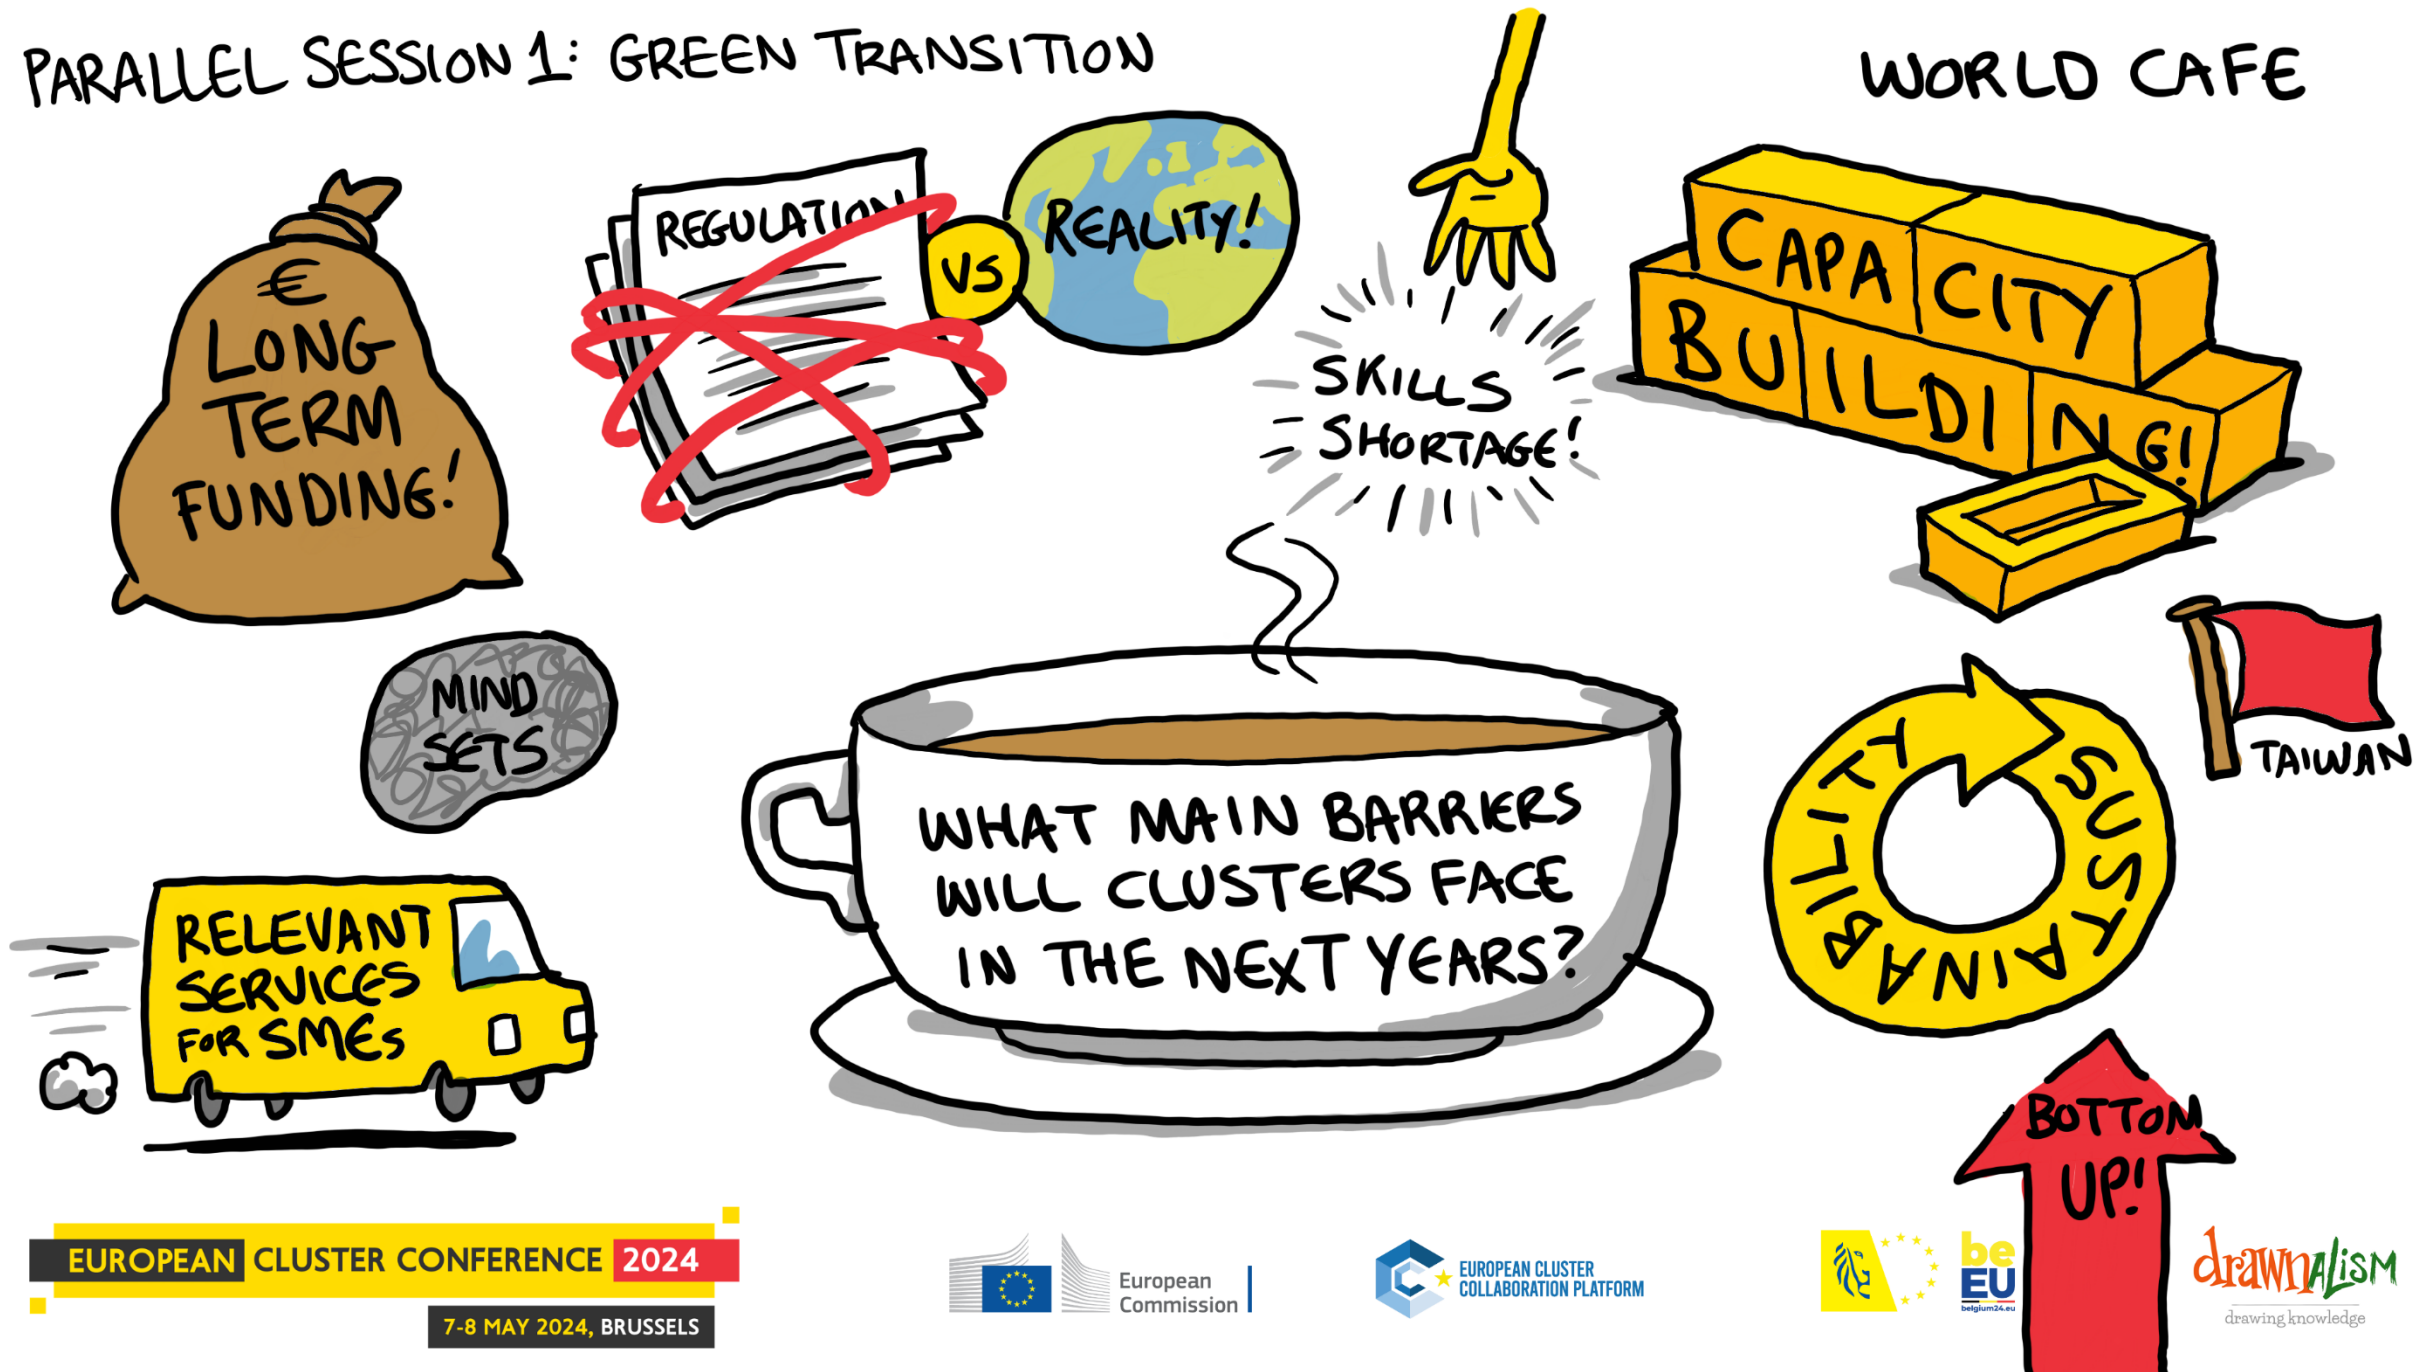 PARALLEL SESSION 1: GREEN TRANSITION
WORLD CAFE
€
LONG
TERM
FUNDING!
REGULATION
VS
REALITY!
SKILLS
SHORTAGE!
CAPACITY
BUILDING!
MIND
SETS
RELEVANT
SERVICES
FOR SMEs
WHAT MAIN BARRIERS
WILL CLUSTERS FACE
IN THE NEXT YEARS?
TAIWAN
SUSTAINABILITY
BOTTOM
UP!
EUROPEAN CLUSTER CONFERENCE 2024
7-8 MAY 2024, BRUSSELS
European
Commission
EUROPEAN CLUSTER
COLLABORATION PLATFORM
be
EU
belgium24.eu
drawnalism
drawing knowledge